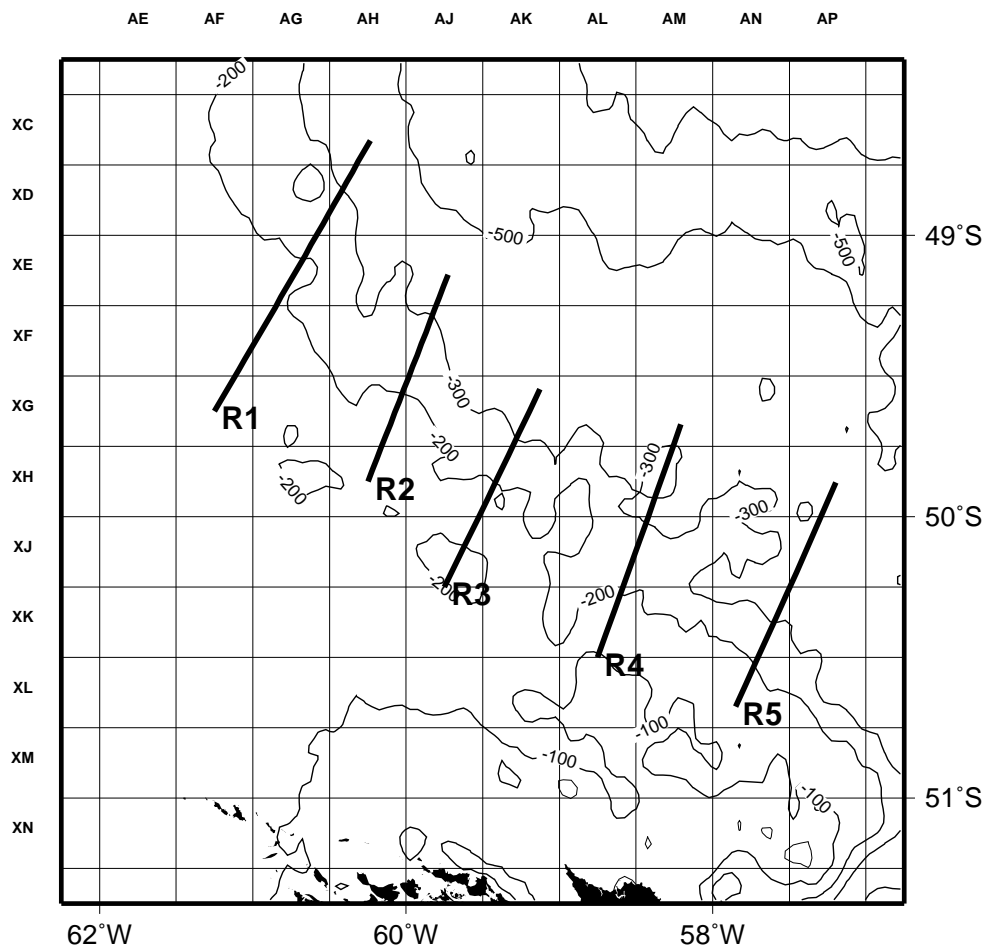 AE AF AG AH AJ AK AL AM AN AP
-200
XC
XD
-500
49°S
XE
-500
XF
-300
XG
R1
-200
-300
XH
-200
R2
-300
50°S
XJ
-200
R3
-200
XK
R4
XL
R5
-100
XM
-100
-100
51°S
XN
62°W 60°W 58°W